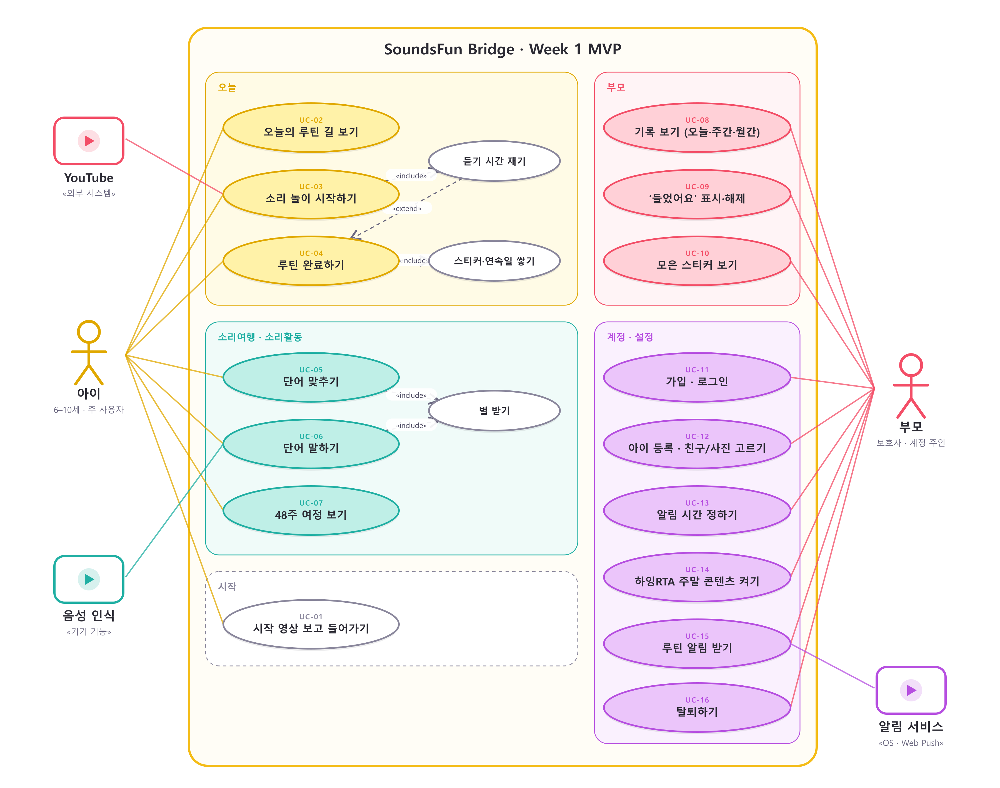 SoundsFun Bridge · Week 1 MVP
오늘
UC-02
오늘의 루틴 길 보기
UC-03
소리 놀이 시작하기
UC-04
루틴 완료하기
«include»
«extend»
«include»
듣기 시간 재기
스티커·연속일 쌓기
부모
UC-08
기록 보기 (오늘·주간·월간)
UC-09
‘들었어요’ 표시·해제
UC-10
모은 스티커 보기
소리여행 · 소리활동
UC-05
단어 맞추기
UC-06
단어 말하기
UC-07
48주 여정 보기
«include»
«include»
별 받기
계정 · 설정
UC-11
가입 · 로그인
UC-12
아이 등록 · 친구/사진 고르기
UC-13
알림 시간 정하기
UC-14
하잉RTA 주말 콘텐츠 켜기
UC-15
루틴 알림 받기
UC-16
탈퇴하기
시작
UC-01
시작 영상 보고 들어가기
YouTube
«외부 시스템»
아이
6–10세 · 주 사용자
음성 인식
«기기 기능»
부모
보호자 · 계정 주인
알림 서비스
«OS · Web Push»